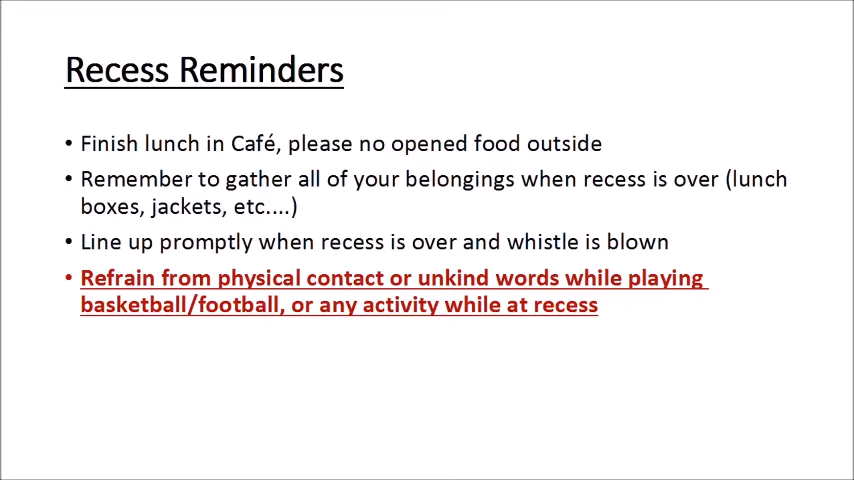 Recess Reminders
• Finish lunch in Café, please no opened food outside
• Remember to gather all of your belongings when recess is over (lunch
boxes, jackets, etc....)
• Line up promptly when recess is over and whistle is blown
• Refrain from physical contact or unkind words while playing
basketball/football, or any activity while at recess